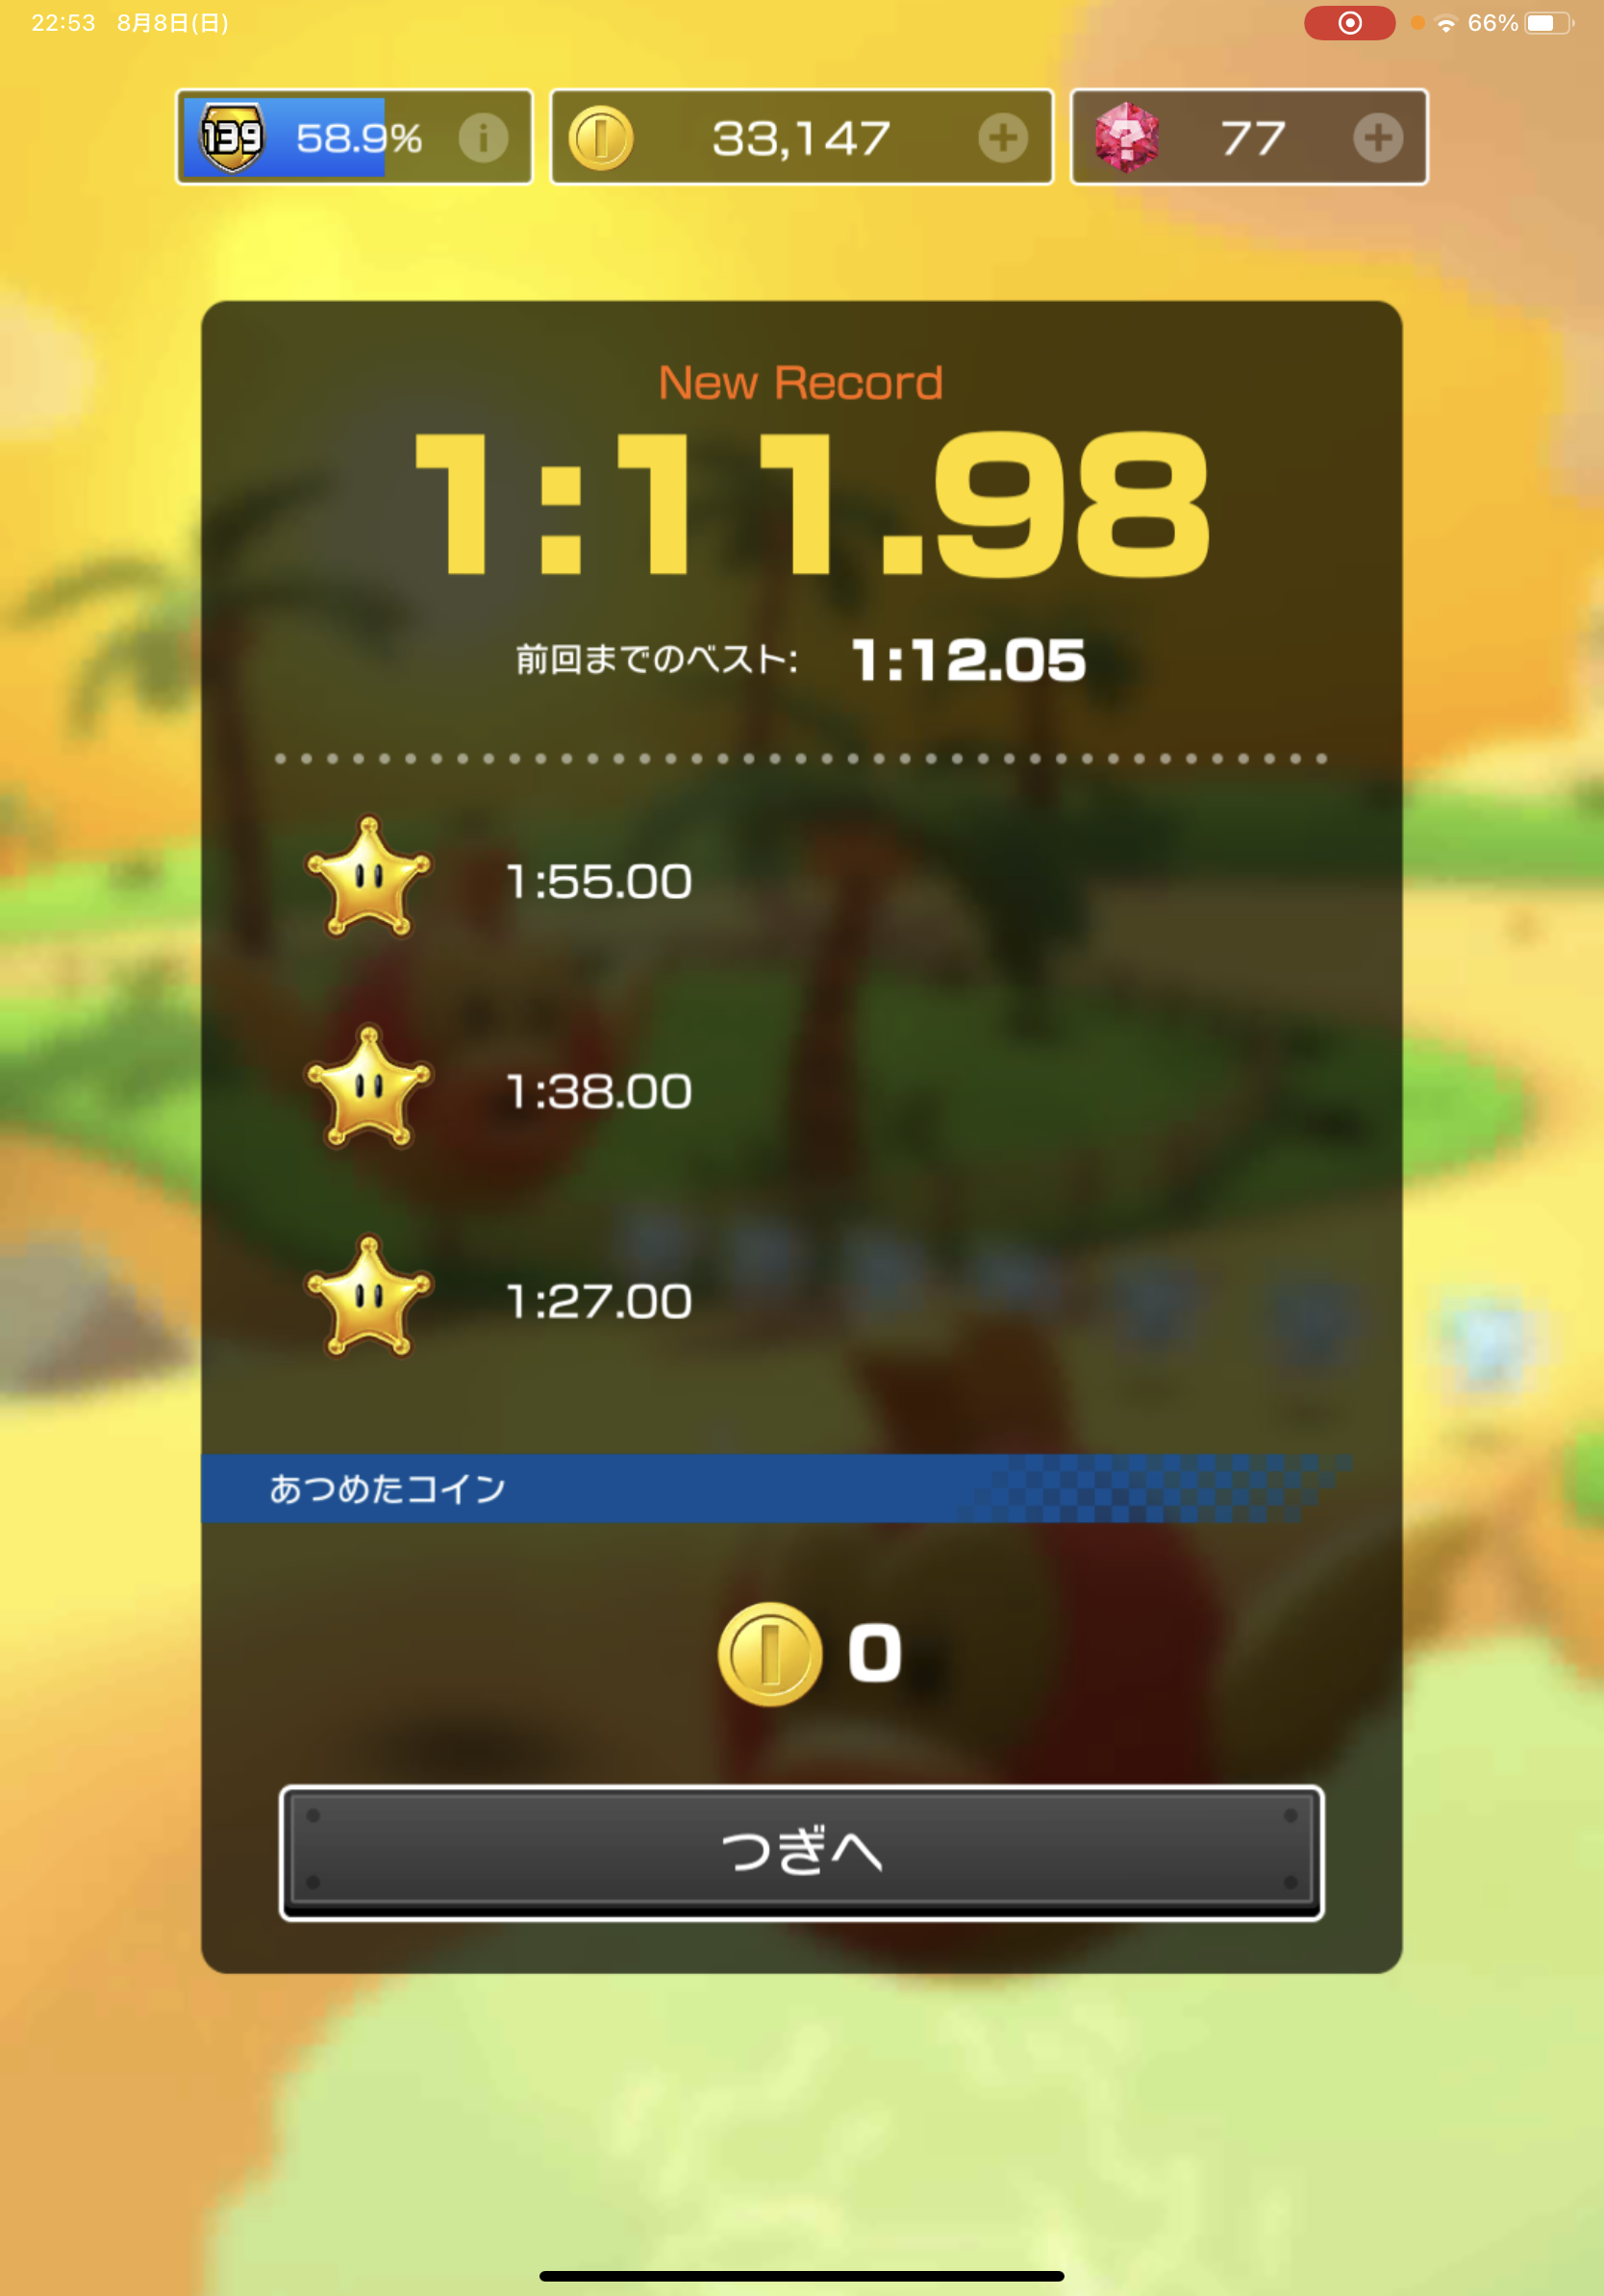 22:53 8月8日(日) 66%
139 58.9% 33,147 77
New Record
1:11.98
前回までのベスト: 1:12.05
1:55.00
1:38.00
1:27.00
あつめたコイン
0
つぎへ